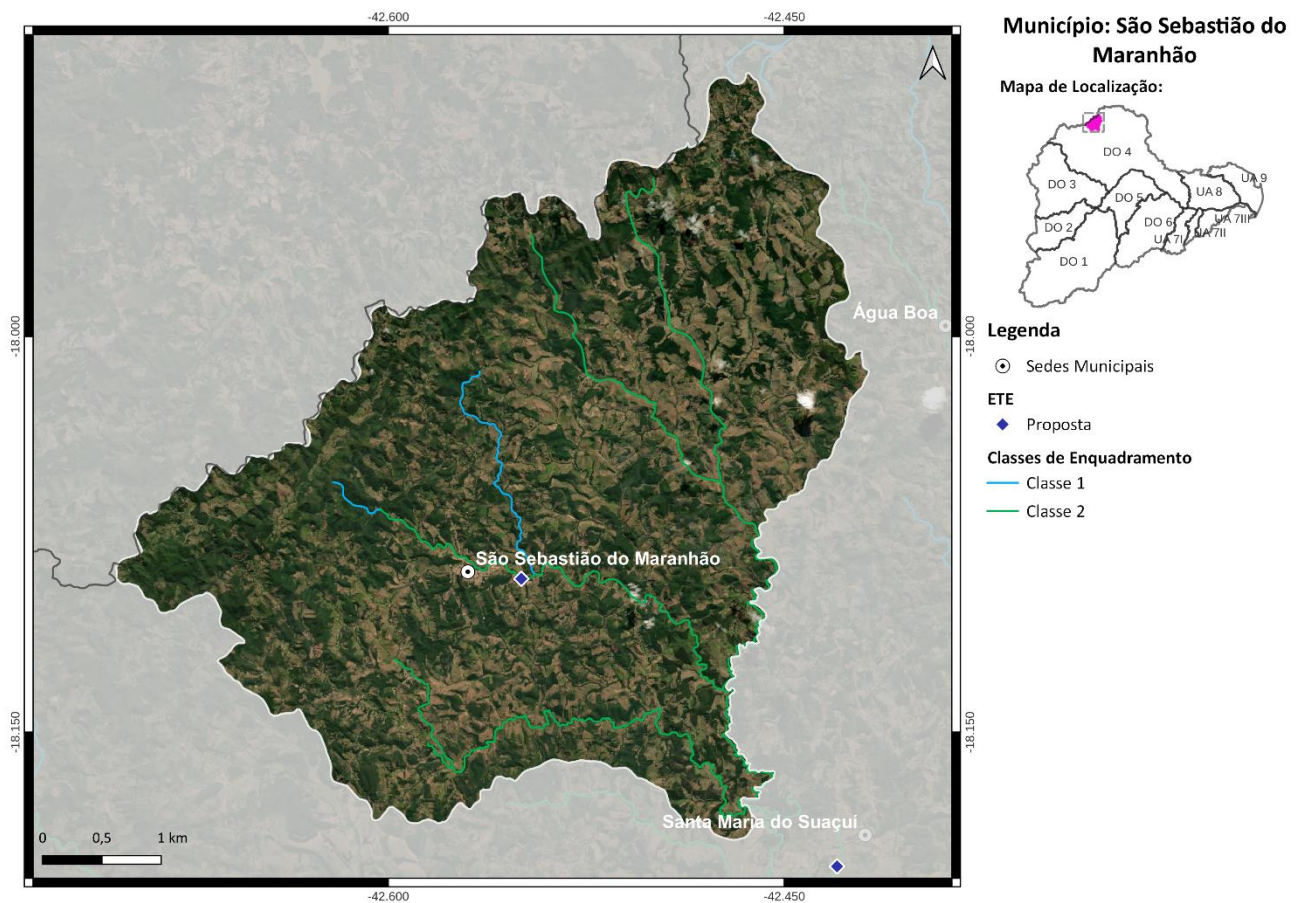 -42.600
-42.450
Município: São Sebastião do
Maranhão
Mapa de Localização:
DO 4
DO 3
DO 5
UA 8
UA 9
DO 2
DO 6
UA 7III
UA 7I
UA 7II
DO 1
-18.000
-18.000
Água Boa
Legenda
Sedes Municipais
ETE
Proposta
Classes de Enquadramento
Classe 1
Classe 2
São Sebastião do Maranhão
-18.150
-18.150
Santa Maria do Suaçuí
0 0,5 1 km
-42.600
-42.450